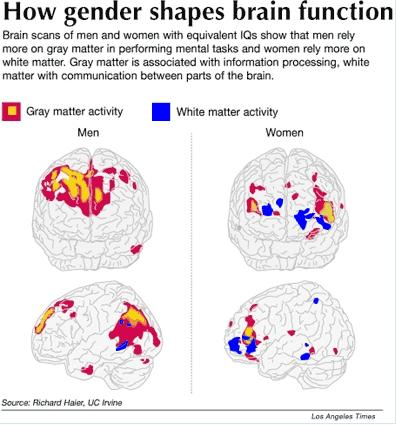 How gender shapes brain function
Brain scans of men and women with equivalent IQs show that men rely
more on gray matter in performing mental tasks and women rely more on
white matter. Gray matter is associated with information processing, white
matter with communication between parts of the brain.
Gray matter activity White matter activity
Men Women
Source: Richard Haier, UC Irvine
Los Angeles Times